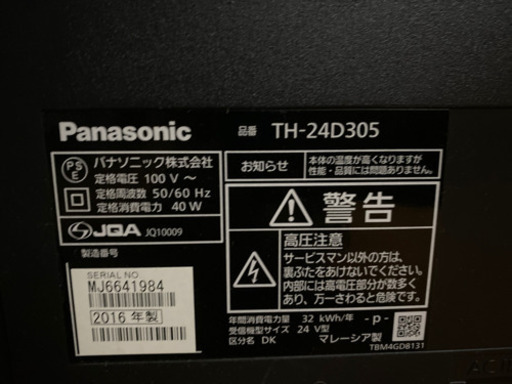 Panasonic
品番 TH-24D305
PS
E
パナソニック株式会社
定格電圧 100 V~
定格周波数 50/60 Hz
定格消費電力 40 W
JQA JQ10009
製造番号
SERIAL NO.
MJ6641984
2016 年製
お知らせ
本体の温度が高くなりますが
性能・品質には問題ありません。
警告
高圧注意
サービスマン以外の方は、
裏ぶたをあけないでください。
内部には高電圧部分が数多く
あり、万一さわると危険です。
年間消費電力量 32 kWh/年
受信機型サイズ 24 V型
区分名 DK
-p-
マレーシア製
TBM4GD8131